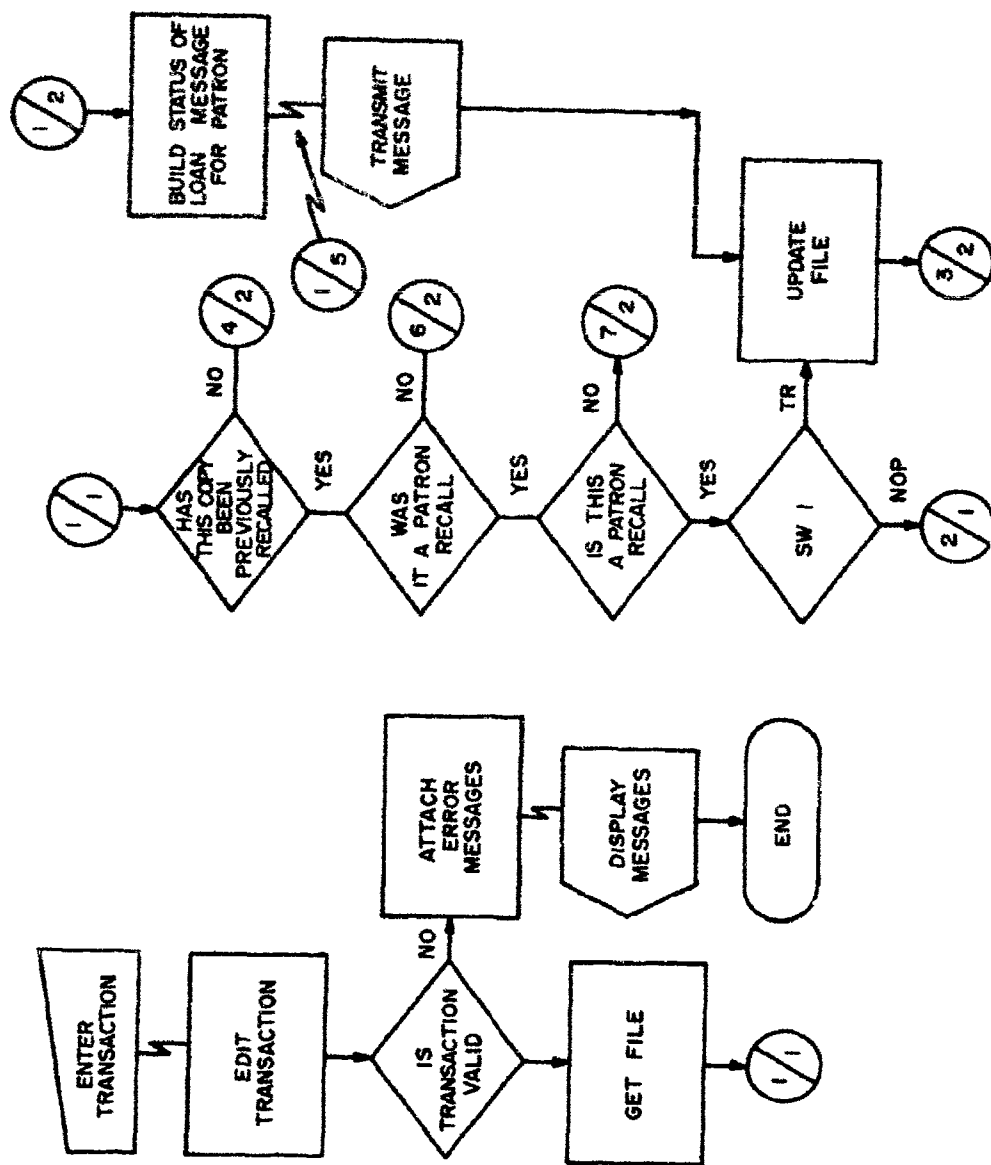 ENTER
TRANSACTION
EDIT
TRANSACTION
IS
TRANSACTION
VALID
NO
ATTACH
ERROR
MESSAGES
DISPLAY
MESSAGES
END
GET FILE
1/1
1/1
HAS
THIS COPY
BEEN
PREVIOUSLY
RECALLED
NO
4/2
YES
WAS
IT A PATRON
RECALL
NO
6/2
YES
IS THIS
A PATRON
RECALL
NO
7/2
YES
SW 1
TR
NOP
2/1
1/2
BUILD STATUS OF
LOAN MESSAGE
FOR PATRON
1/5
TRANSMIT
MESSAGE
UPDATE
FILE
3/2